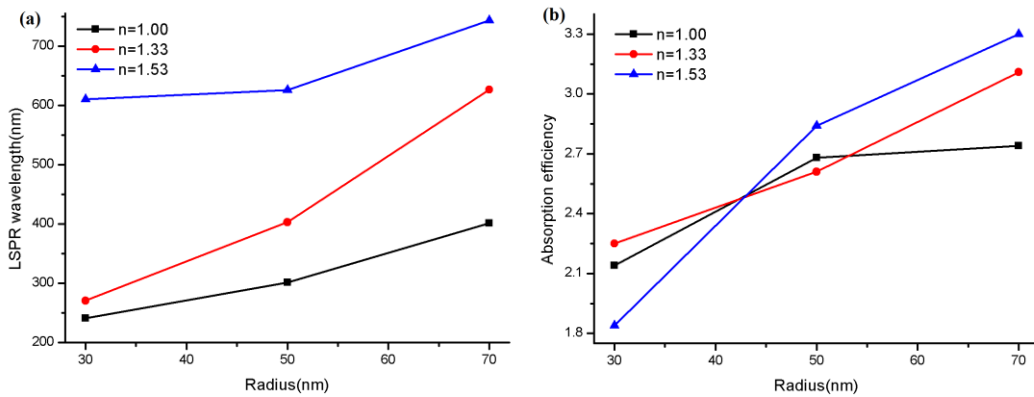 (a)
n=1.00
n=1.33
n=1.53
LSPR wavelength(nm)
700
600
500
400
300
200
30 40 50 60 70
Radius(nm)
(b)
n=1.00
n=1.33
n=1.53
Absorption efficiency
3.3
3.0
2.7
2.4
2.1
1.8
30 40 50 60 70
Radius(nm)